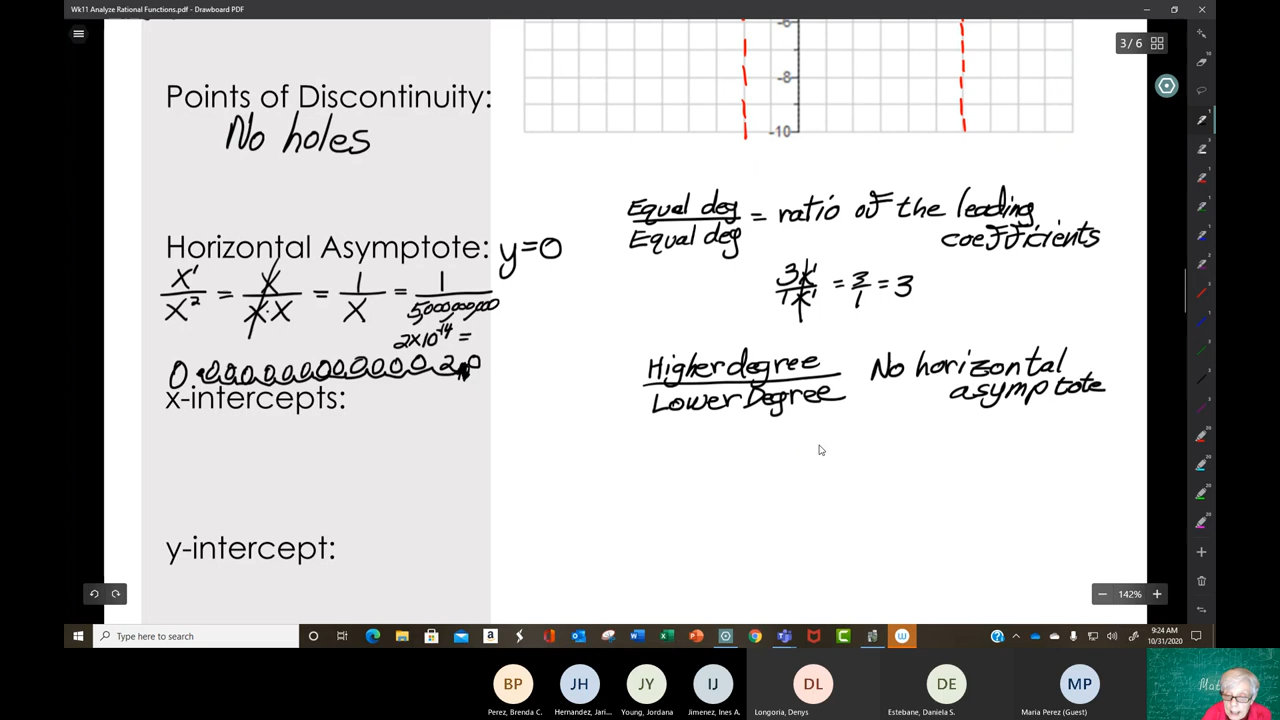 Wk11 Analyze Rational Functions.pdf - Drawboard PDF
3 / 6
-6
-8
-10
Points of Discontinuity:
No holes
Equal deg
Equal deg
= ratio of the leading
coefficients
Horizontal Asymptote: y=0
x¹/x² = x/x·x = 1/x = 1/5,000,000,000
2x10⁻¹⁴ =
3x¹/1x¹ = 3/1 = 3
Higher degree
Lower Degree
No horizontal
asymptote
x-intercepts:
y-intercept:
142%
Type here to search
9:24 AM
10/31/2020
BP
JH
JY
IJ
DL
DE
MP
Perez, Brenda C.
Hernandez, Jari...
Young, Jordana
Jimenez, Ines A.
Longoria, Denys
Estebane, Daniela S.
Maria Perez (Guest)